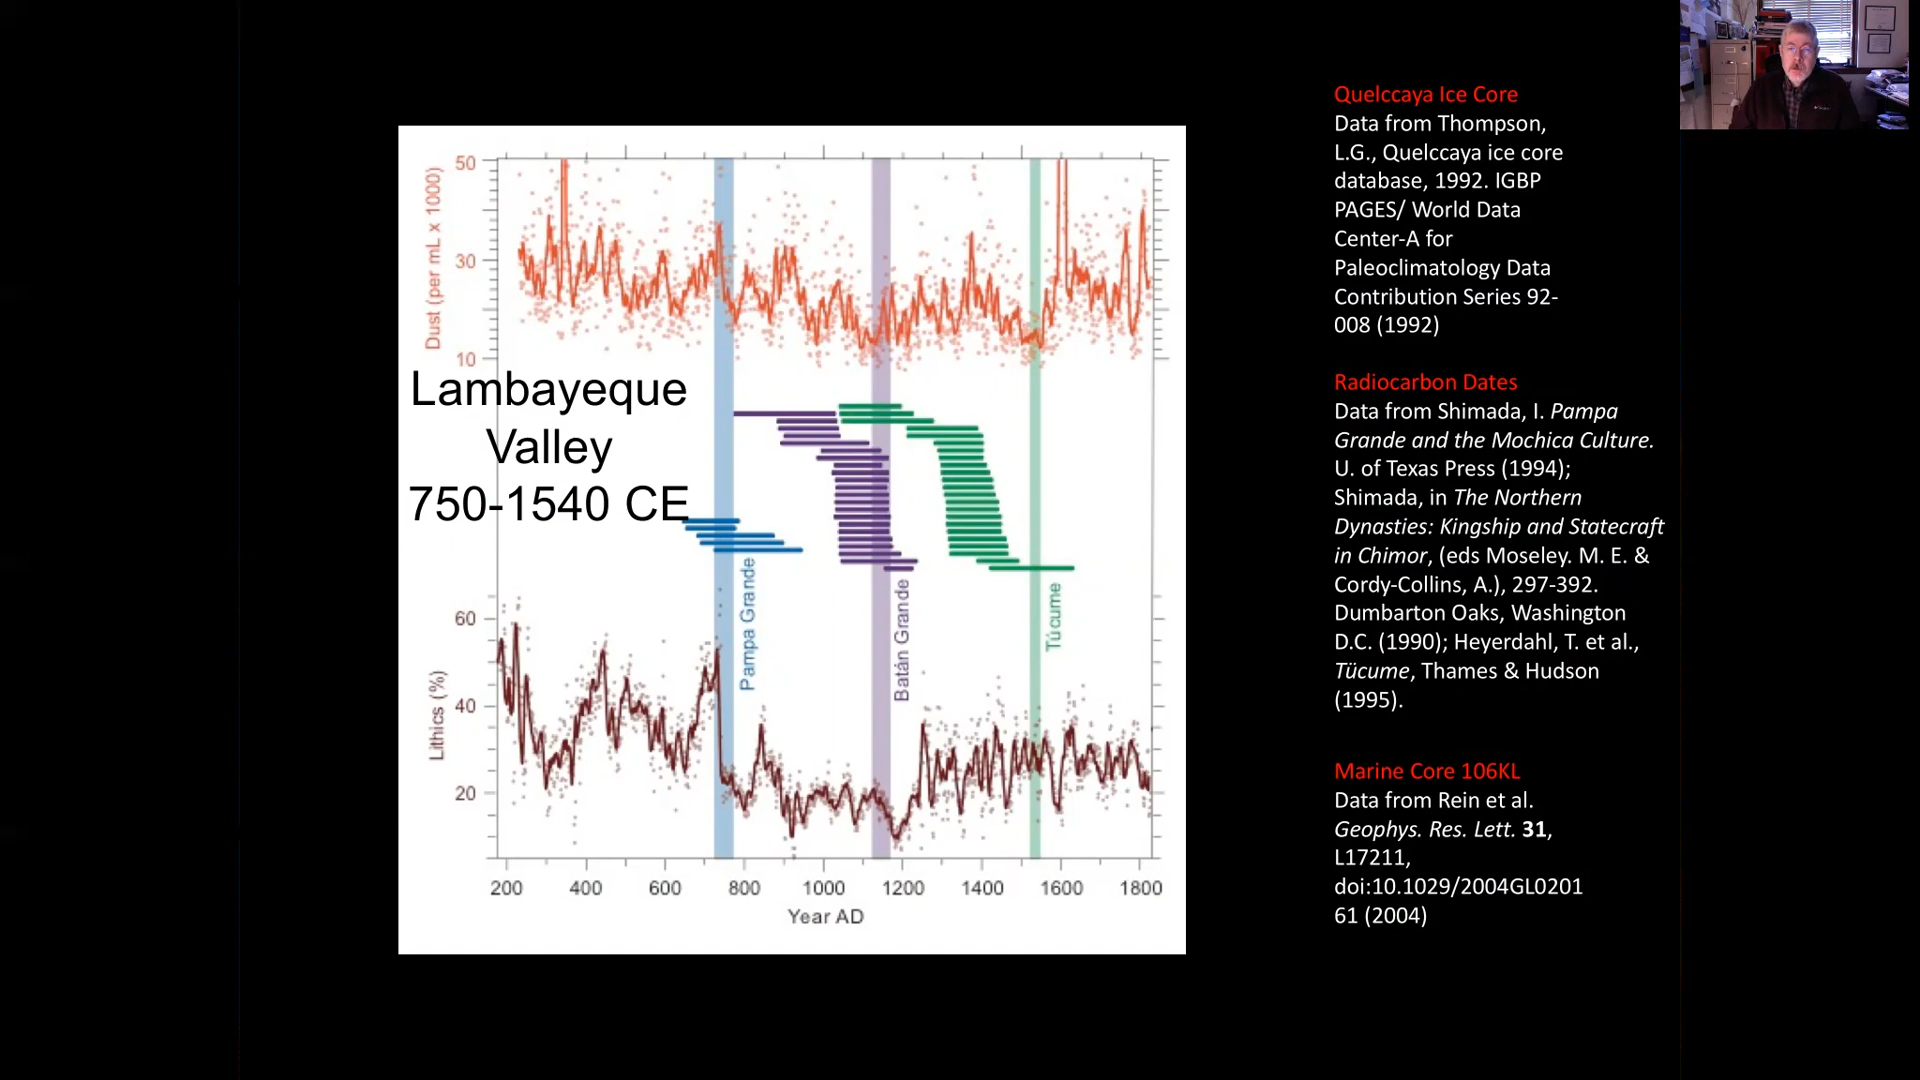 Quelccaya Ice Core
Data from Thompson,
L.G., Quelccaya ice core
database, 1992. IGBP
PAGES/ World Data
Center-A for
Paleoclimatology Data
Contribution Series 92-
008 (1992)
Radiocarbon Dates
Data from Shimada, I. Pampa
Grande and the Mochica Culture.
U. of Texas Press (1994);
Shimada, in The Northern
Dynasties: Kingship and Statecraft
in Chimor, (eds Moseley. M. E. &
Cordy-Collins, A.), 297-392.
Dumbarton Oaks, Washington
D.C. (1990); Heyerdahl, T. et al.,
Tücume, Thames & Hudson
(1995).
Marine Core 106KL
Data from Rein et al.
Geophys. Res. Lett. 31,
L17211,
doi:10.1029/2004GL0201
61 (2004)
50
30
10
Dust (per mL x 1000)
Lambayeque
Valley
750-1540 CE
Pampa Grande
Batán Grande
Túcume
60
40
20
Lithics (%)
200 400 600 800 1000 1200 1400 1600 1800
Year AD